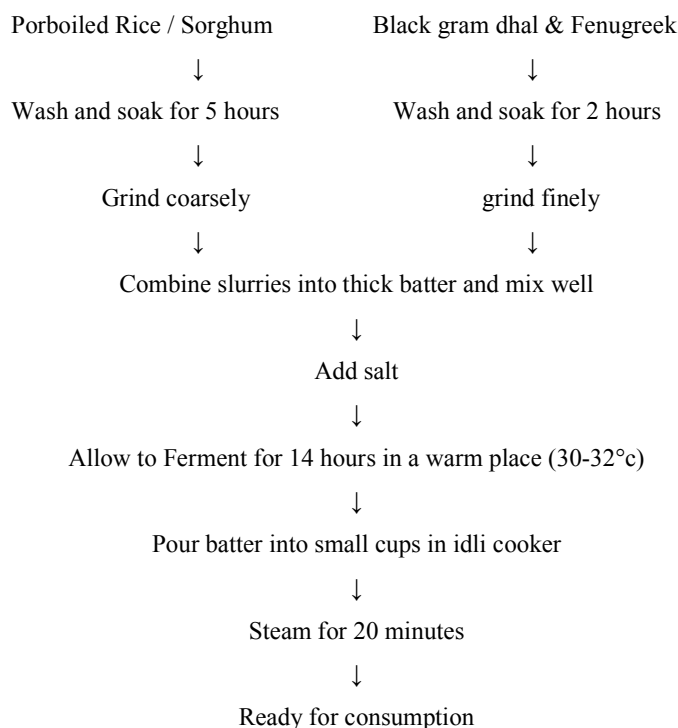 Porboiled Rice / Sorghum Black gram dhal & Fenugreek
↓ ↓
Wash and soak for 5 hours Wash and soak for 2 hours
↓ ↓
Grind coarsely grind finely
↓ ↓
Combine slurries into thick batter and mix well
↓
Add salt
↓
Allow to Ferment for 14 hours in a warm place (30-32°c)
↓
Pour batter into small cups in idli cooker
↓
Steam for 20 minutes
↓
Ready for consumption